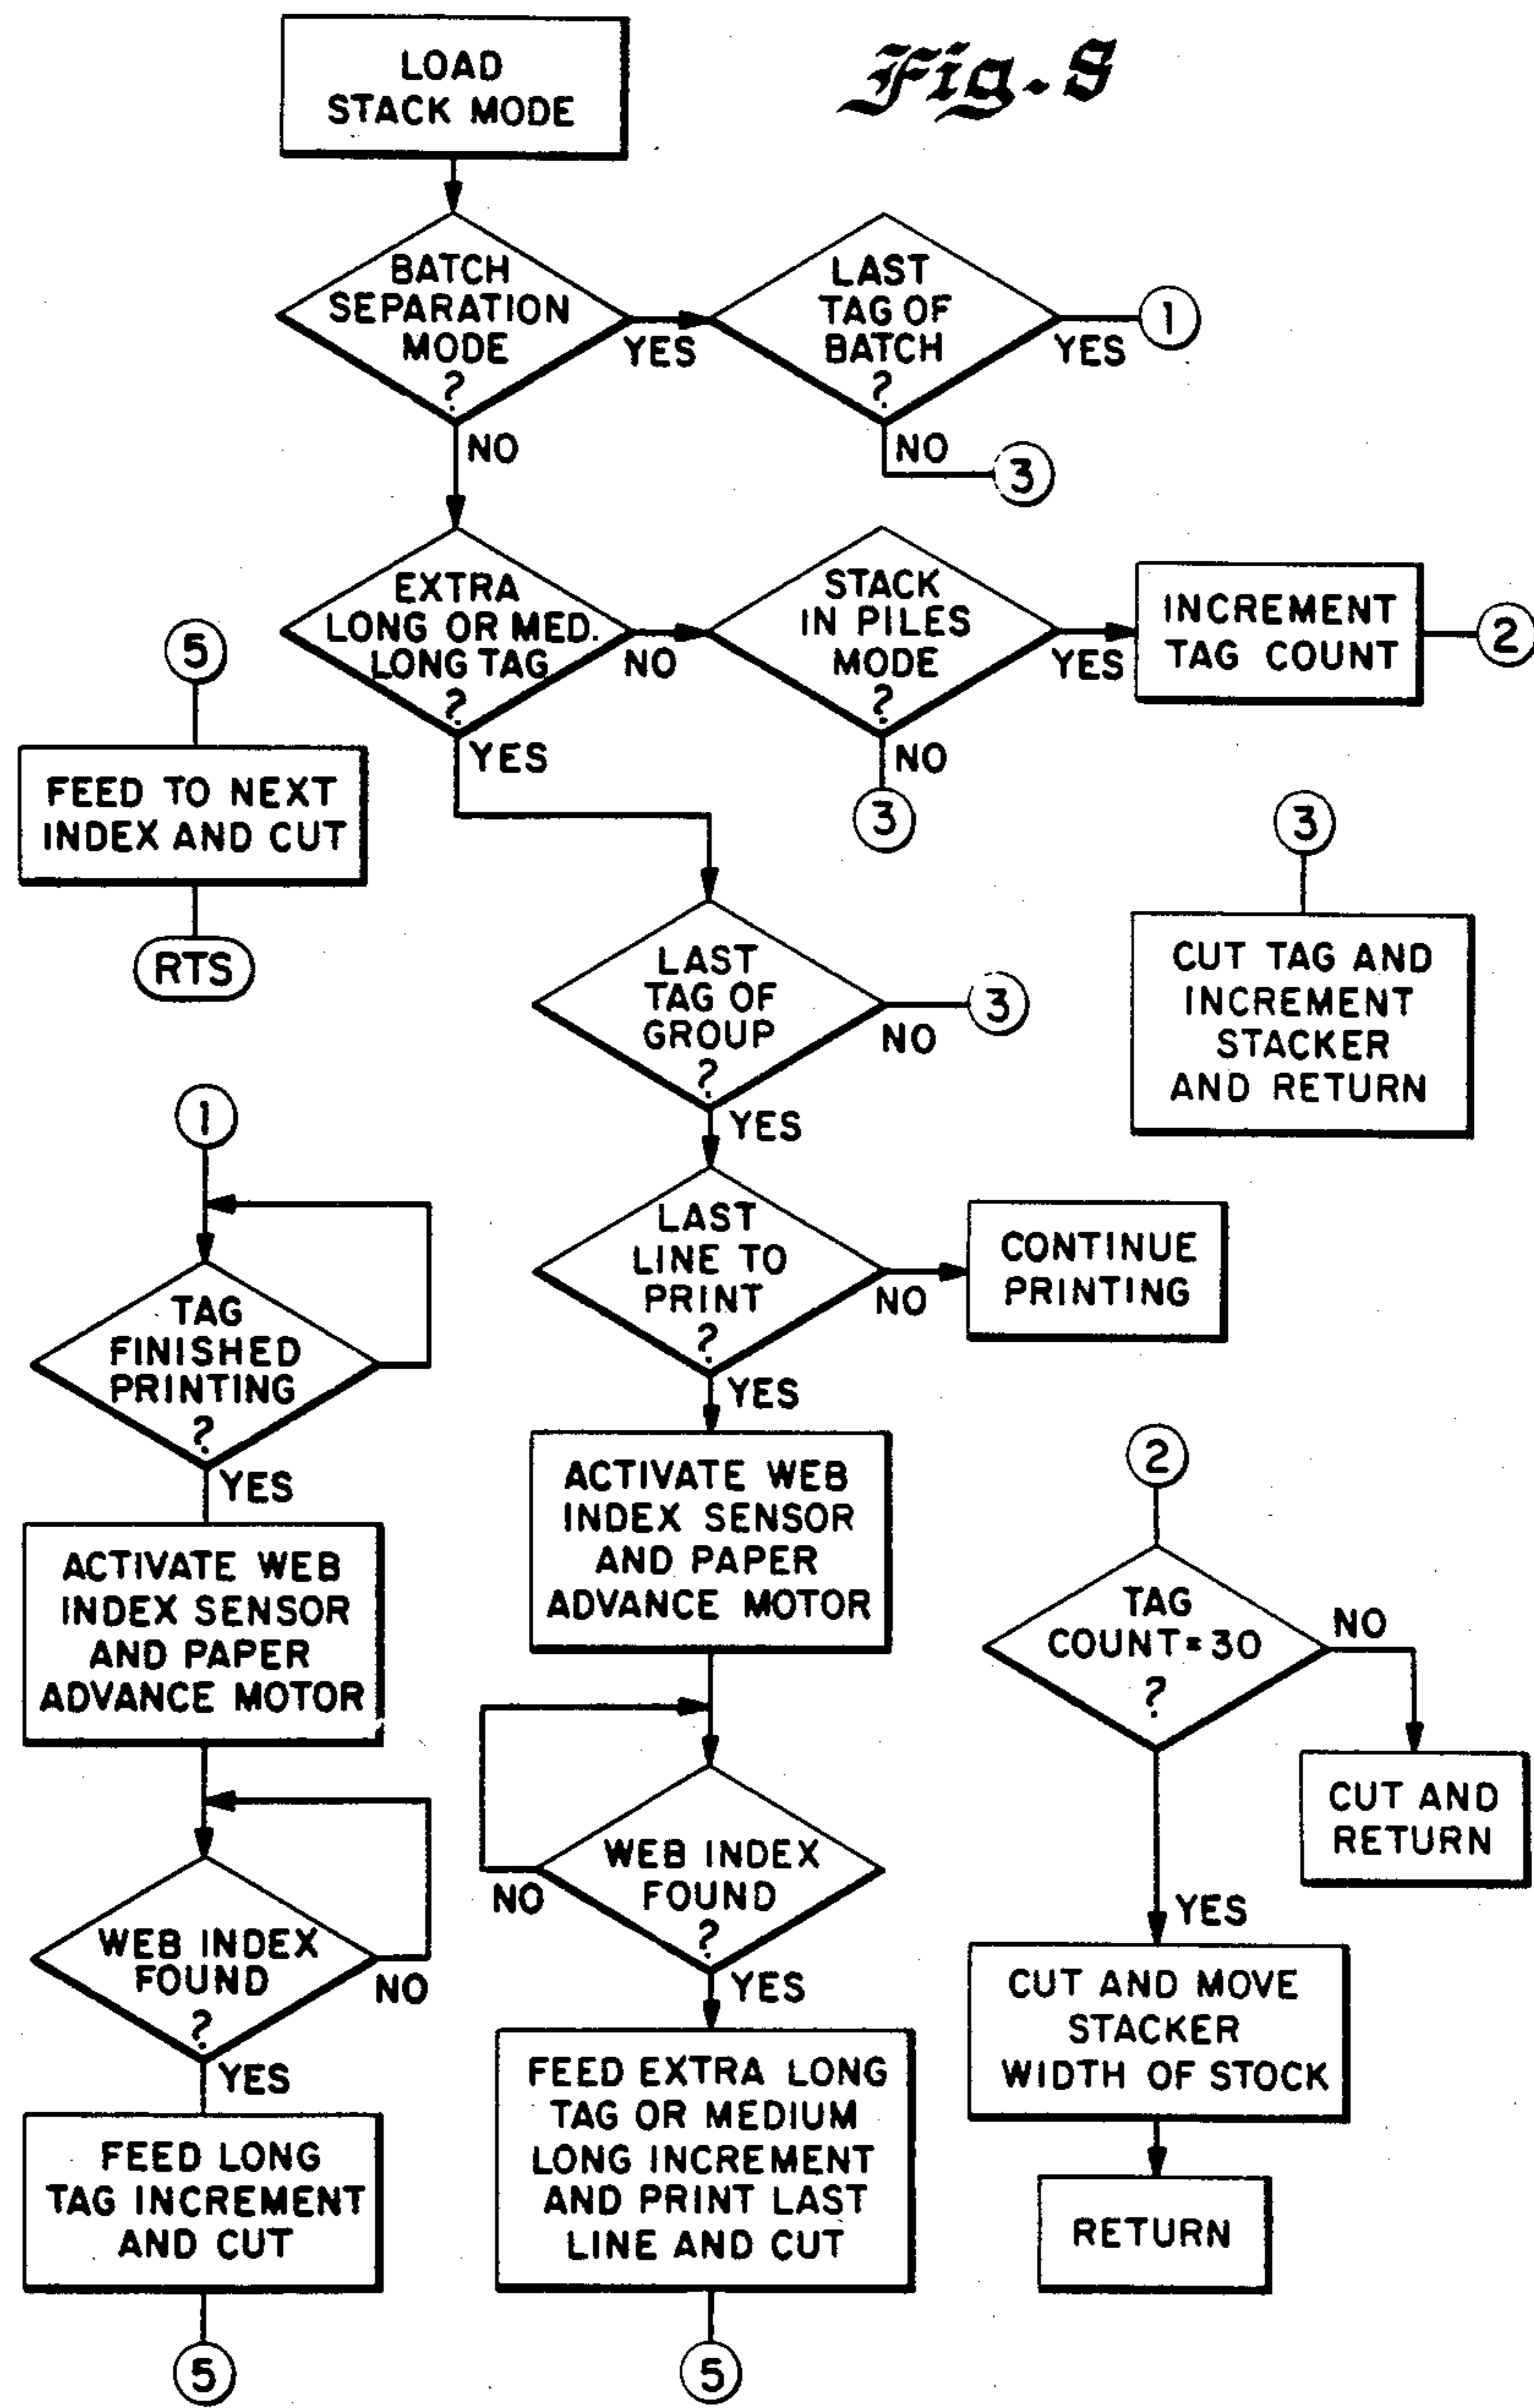 Fig. 8
LOAD
STACK MODE
BATCH
SEPARATION
MODE
?
YES
NO
LAST
TAG OF
BATCH
?
YES
1
NO
3
EXTRA
LONG OR MED.
LONG TAG
?
NO
YES
STACK
IN PILES
MODE
?
YES
NO
3
INCREMENT
TAG COUNT
2
5
FEED TO NEXT
INDEX AND CUT
RTS
3
CUT TAG AND
INCREMENT
STACKER
AND RETURN
LAST
TAG OF
GROUP
?
NO
3
YES
LAST
LINE TO
PRINT
?
NO
CONTINUE
PRINTING
YES
ACTIVATE WEB
INDEX SENSOR
AND PAPER
ADVANCE MOTOR
WEB INDEX
FOUND
?
NO
YES
FEED EXTRA LONG
TAG OR MEDIUM
LONG INCREMENT
AND PRINT LAST
LINE AND CUT
5
1
TAG
FINISHED
PRINTING
?
YES
ACTIVATE WEB
INDEX SENSOR
AND PAPER
ADVANCE MOTOR
WEB INDEX
FOUND
?
NO
YES
FEED LONG
TAG INCREMENT
AND CUT
5
2
TAG
COUNT=30
?
NO
CUT AND
RETURN
YES
CUT AND MOVE
STACKER
WIDTH OF STOCK
RETURN